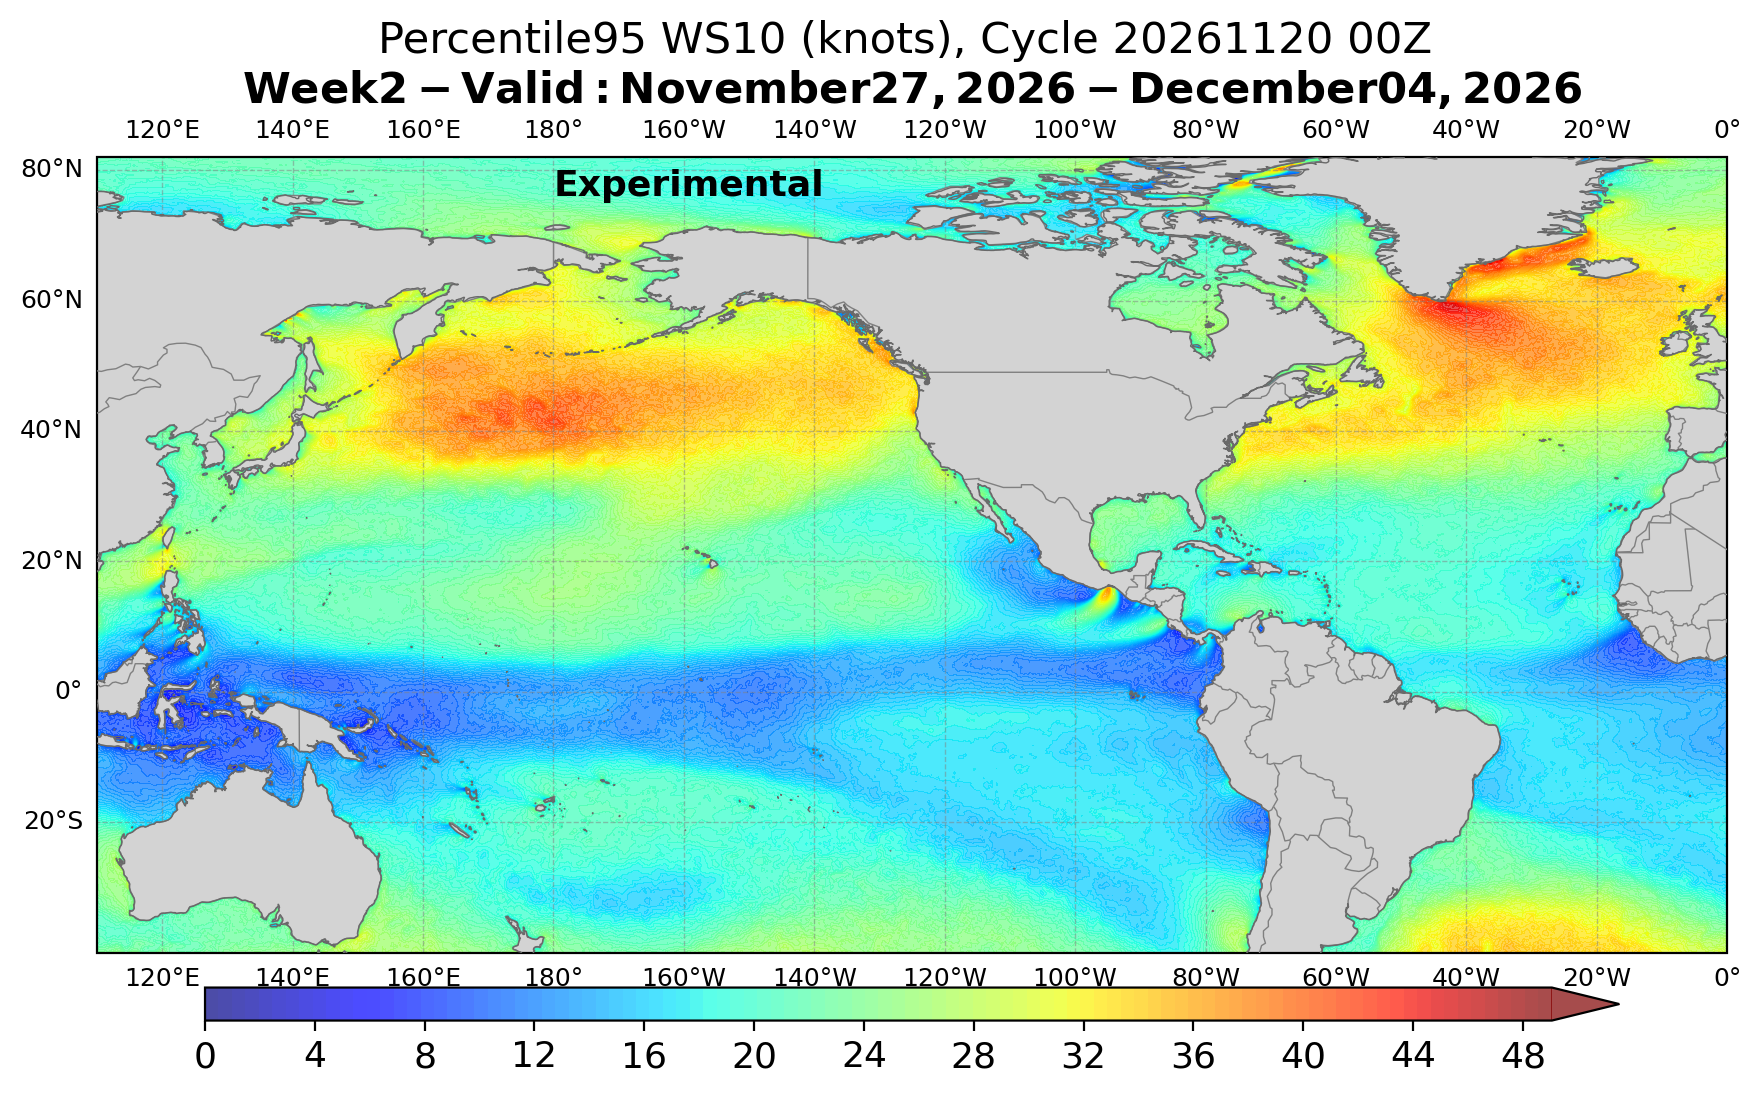 Percentile95 WS10 (knots), Cycle 20261120 00Z
Week2 − Valid : November27, 2026 − December04, 2026
120°E 140°E 160°E 180° 160°W 140°W 120°W 100°W 80°W 60°W 40°W 20°W 0°
80°N
Experimental
60°N
40°N
20°N
0°
20°S
120°E 140°E 160°E 180° 160°W 140°W 120°W 100°W 80°W 60°W 40°W 20°W 0°
0 4 8 12 16 20 24 28 32 36 40 44 48